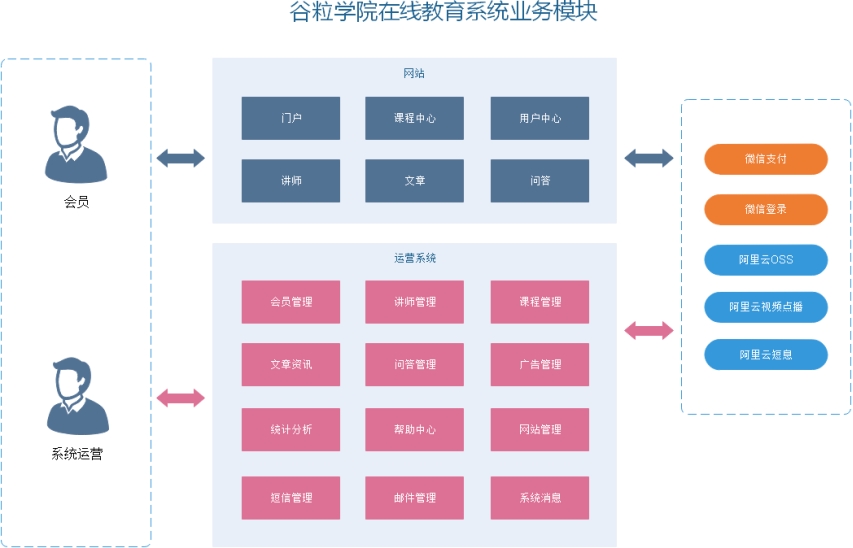 谷粒学院在线教育系统业务模块
网站
门户 课程中心 用户中心
讲师 文章 问答
会员
运营系统
会员管理 讲师管理 课程管理
文章资讯 问答管理 广告管理
统计分析 帮助中心 网站管理
短信管理 邮件管理 系统消息
系统运营
微信支付
微信登录
阿里云OSS
阿里云视频点播
阿里云短息